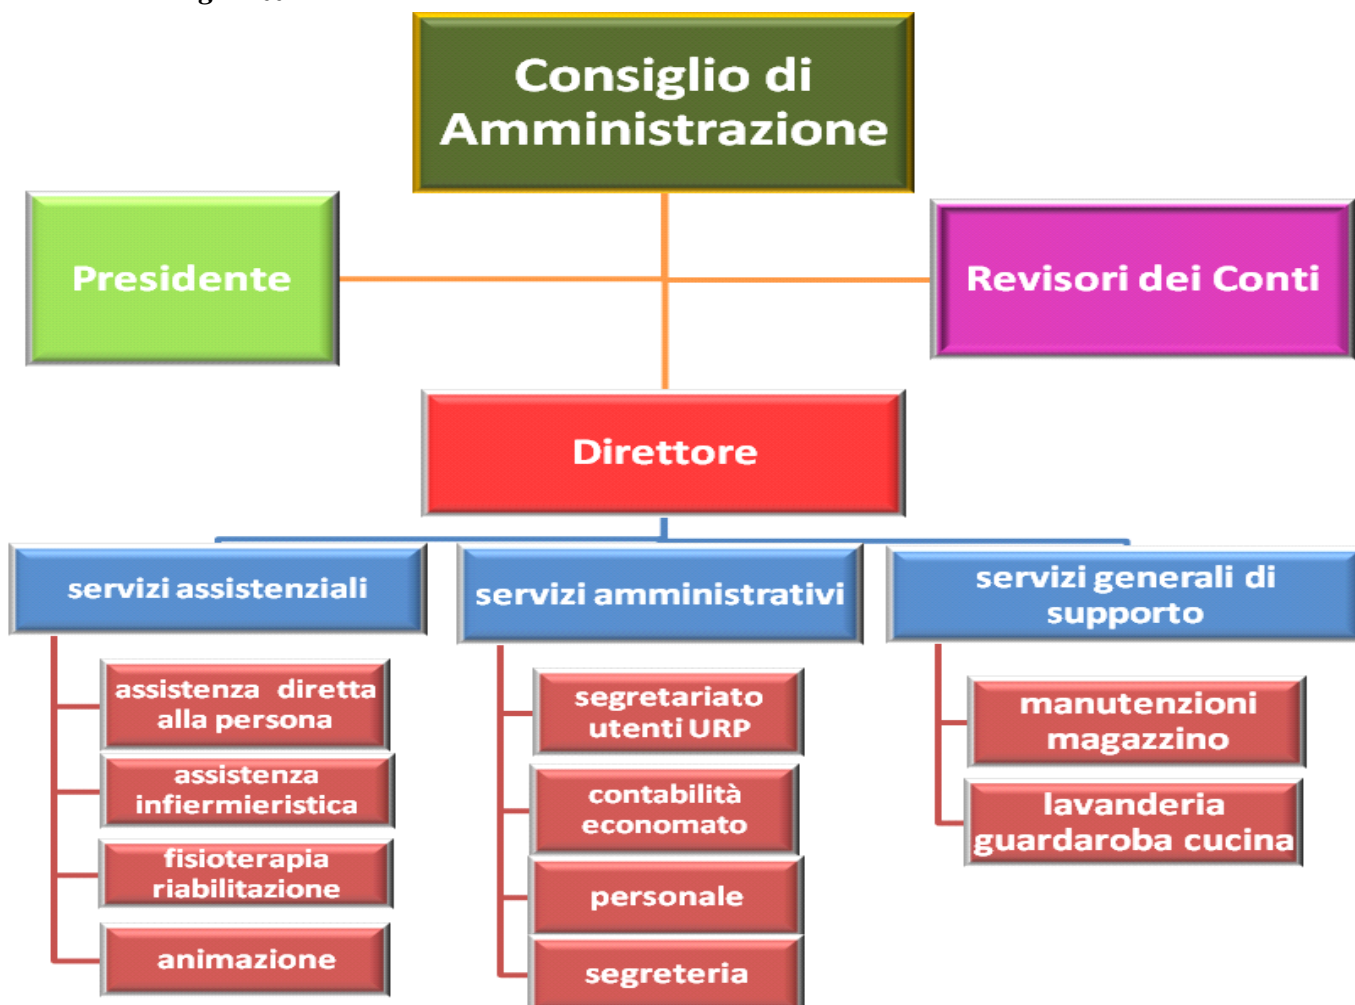 Consiglio di
Amministrazione
Presidente
Revisori dei Conti
Direttore
servizi assistenziali
servizi amministrativi
servizi generali di
supporto
assistenza diretta
alla persona
assistenza
infiermieristica
fisioterapia
riabilitazione
animazione
segretariato
utenti URP
contabilità
economato
personale
segreteria
manutenzioni
magazzino
lavanderia
guardaroba cucina